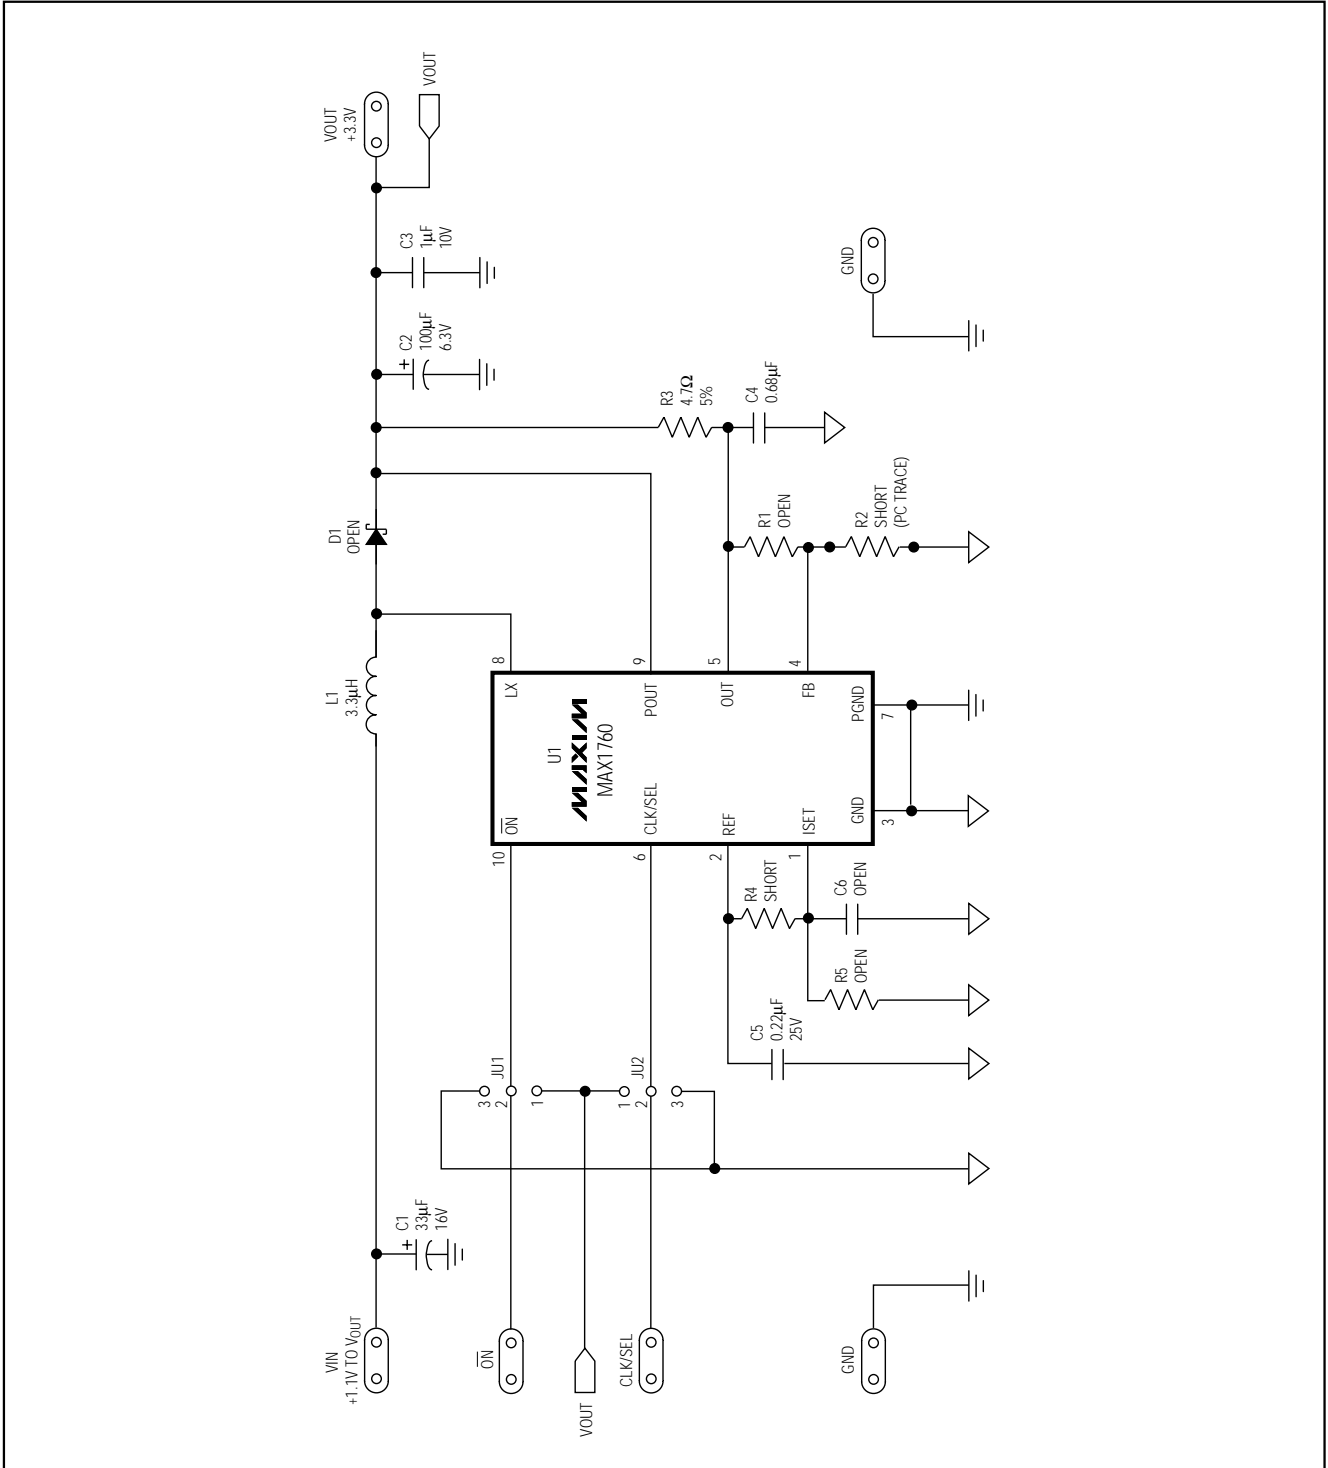 VIN
+1.1V TO VOUT
C1
33µF
16V
L1
3.3µH
D1
OPEN
+
C2
100µF
6.3V
+
C3
1µF
10V
VOUT
+3.3V
VOUT
ON
VOUT
CLK/SEL
GND
3
2
1
JU1
1
2
3
JU2
C5
0.22µF
25V
R5
OPEN
R4
SHORT
C6
OPEN
10
6
2
1
ON
CLK/SEL
REF
ISET
GND
3
U1
MAXIM
MAX1760
LX
POUT
OUT
FB
PGND
7
8
9
5
4
R1
OPEN
R2
SHORT
(PC TRACE)
R3
4.7Ω
5%
C4
0.68µF
GND